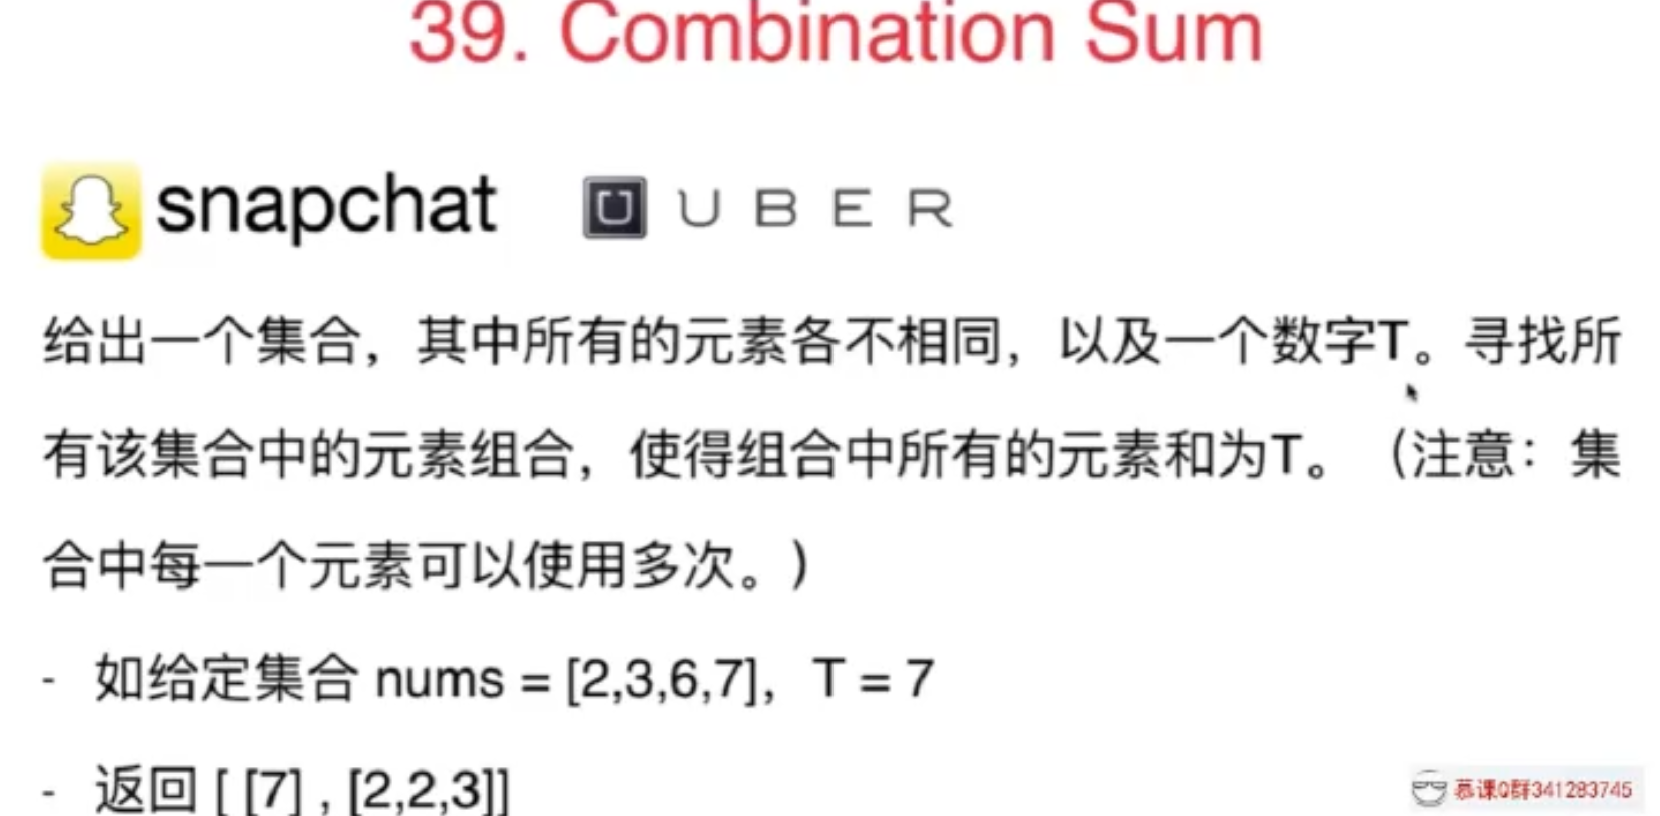 39. Combination Sum
snapchat
UBER
给出一个集合，其中所有的元素各不相同，以及一个数字T。寻找所
有该集合中的元素组合，使得组合中所有的元素和为T。（注意：集
合中每一个元素可以使用多次。）
- 如给定集合 nums = [2,3,6,7]，T = 7
- 返回 [ [7] , [2,2,3]]
慕课Q群341283745